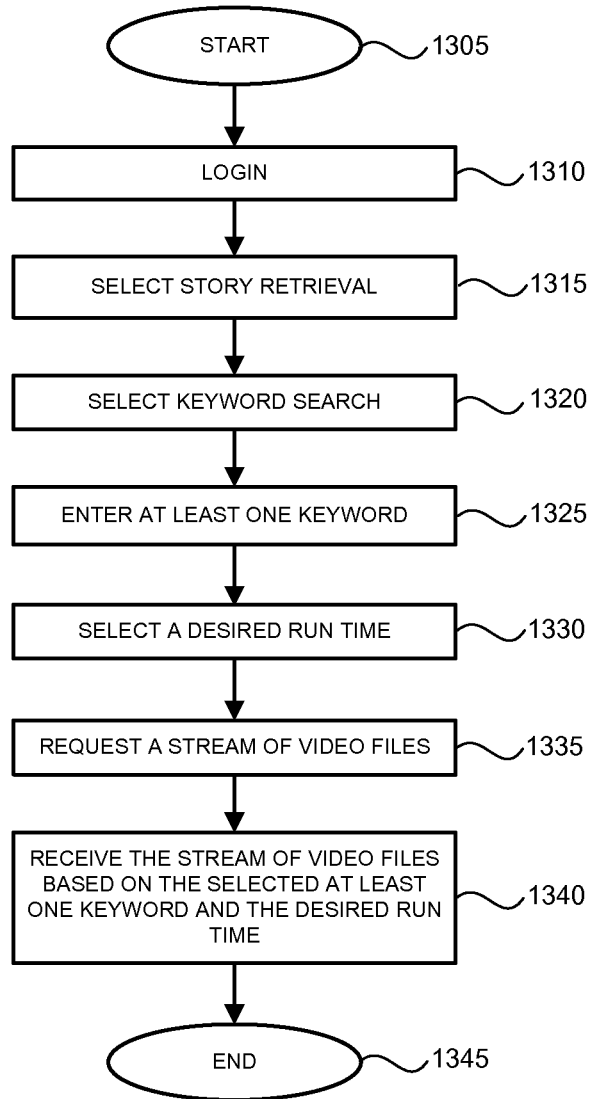 START
1305
LOGIN
1310
SELECT STORY RETRIEVAL
1315
SELECT KEYWORD SEARCH
1320
ENTER AT LEAST ONE KEYWORD
1325
SELECT A DESIRED RUN TIME
1330
REQUEST A STREAM OF VIDEO FILES
1335
RECEIVE THE STREAM OF VIDEO FILES
BASED ON THE SELECTED AT LEAST
ONE KEYWORD AND THE DESIRED RUN
TIME
1340
END
1345